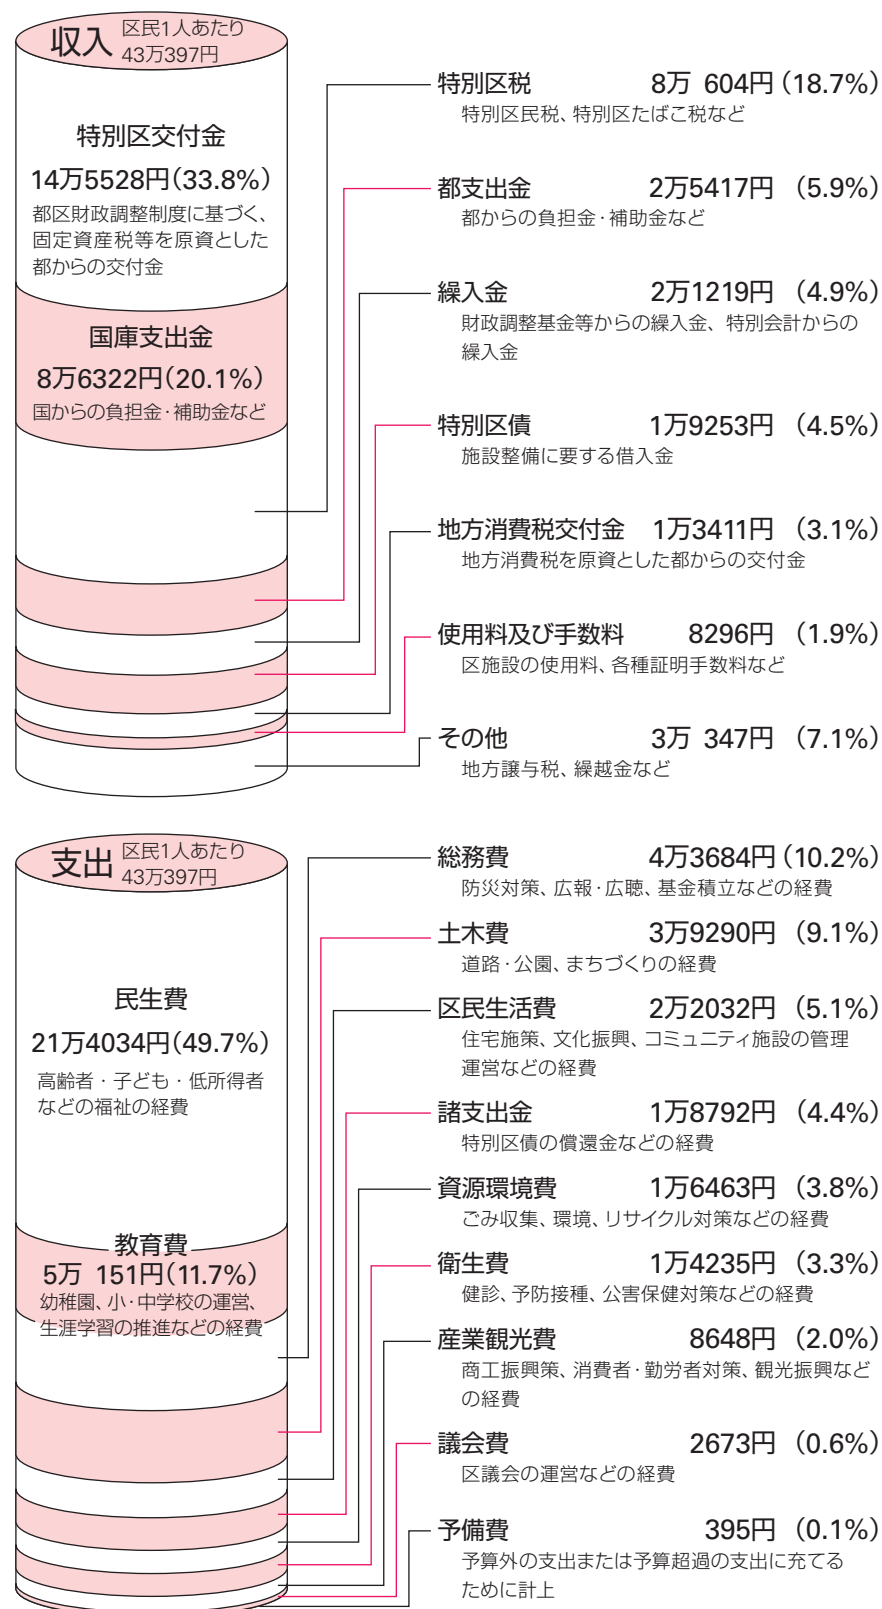 収入 区民1人あたり
43万397円
特別区交付金
14万5528円(33.8%)
都区財政調整制度に基づく、
固定資産税等を原資とした
都からの交付金
国庫支出金
8万6322円(20.1%)
国からの負担金・補助金など
特別区税 8万 604円(18.7%)
特別区民税、特別区たばこ税など
都支出金 2万5417円 (5.9%)
都からの負担金・補助金など
繰入金 2万1219円 (4.9%)
財政調整基金等からの繰入金、特別会計からの
繰入金
特別区債 1万9253円 (4.5%)
施設整備に要する借入金
地方消費税交付金 1万3411円 (3.1%)
地方消費税を原資とした都からの交付金
使用料及び手数料 8296円 (1.9%)
区施設の使用料、各種証明手数料など
その他 3万 347円 (7.1%)
地方譲与税、繰越金など
支出 区民1人あたり
43万397円
民生費
21万4034円(49.7%)
高齢者・子ども・低所得者
などの福祉の経費
教育費
5万 151円(11.7%)
幼稚園、小・中学校の運営、
生涯学習の推進などの経費
総務費 4万3684円(10.2%)
防災対策、広報・広聴、基金積立などの経費
土木費 3万9290円 (9.1%)
道路・公園、まちづくりの経費
区民生活費 2万2032円 (5.1%)
住宅施策、文化振興、コミュニティ施設の管理
運営などの経費
諸支出金 1万8792円 (4.4%)
特別区債の償還金などの経費
資源環境費 1万6463円 (3.8%)
ごみ収集、環境、リサイクル対策などの経費
衛生費 1万4235円 (3.3%)
健診、予防接種、公害保健対策などの経費
産業観光費 8648円 (2.0%)
商工振興策、消費者・勤労者対策、観光振興など
の経費
議会費 2673円 (0.6%)
区議会の運営などの経費
予備費 395円 (0.1%)
予算外の支出または予算超過の支出に充てる
ために計上